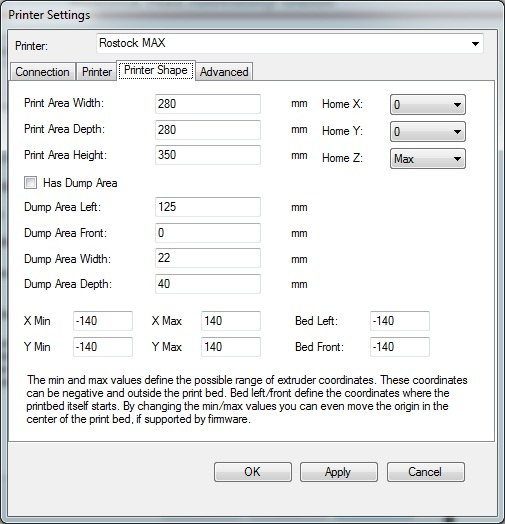 Printer Settings
Printer: Rostock MAX
Connection Printer Printer Shape Advanced
Print Area Width: 280 mm Home X: 0
Print Area Depth: 280 mm Home Y: 0
Print Area Height: 350 mm Home Z: Max
Has Dump Area
Dump Area Left: 125 mm
Dump Area Front: 0 mm
Dump Area Width: 22 mm
Dump Area Depth: 40 mm
X Min -140 X Max 140 Bed Left: -140
Y Min -140 Y Max 140 Bed Front: -140
The min and max values define the possible range of extruder coordinates. These coordinates
can be negative and outside the print bed. Bed left/front define the coordinates where the
printbed itself starts. By changing the min/max values you can even move the origin in the
center of the print bed, if supported by firmware.
OK Apply Cancel